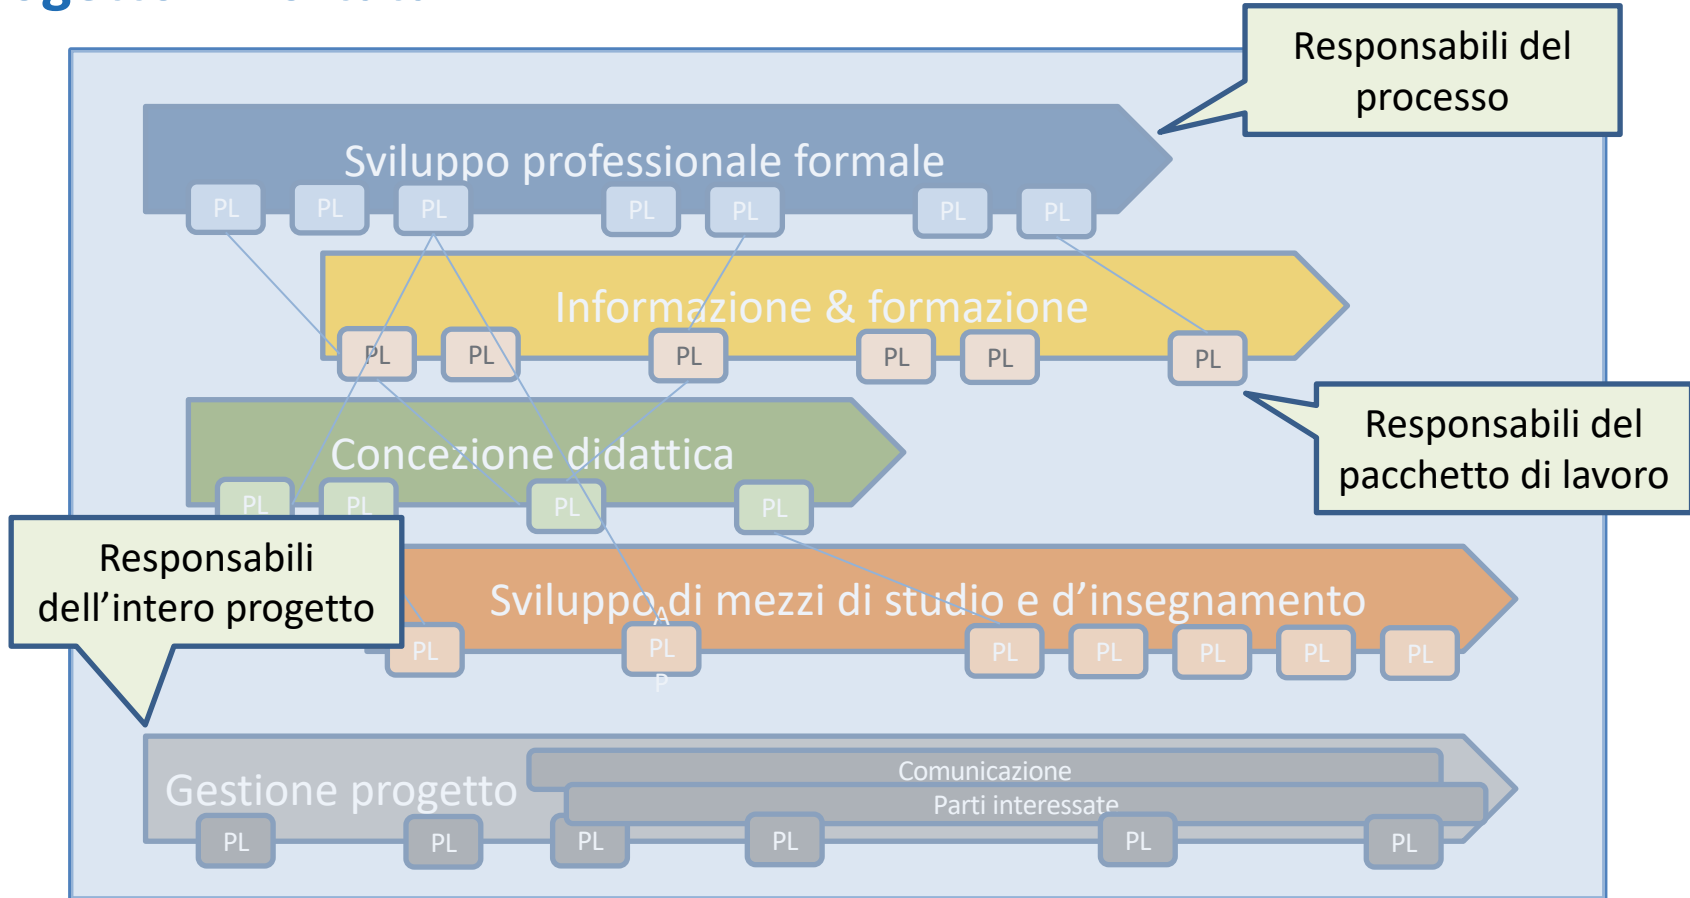 Responsabili del
processo
Sviluppo professionale formale
PL PL PL PL PL PL PL
Informazione & formazione
PL PL PL PL PL PL
Responsabili del
pacchetto di lavoro
Concezione didattica
PL PL PL PL
Responsabili
dell’intero progetto
Sviluppo di mezzi di studio e d’insegnamento
A
PL PL PL PL PL PL PL
P
Comunicazione
Gestione progetto
Parti interessate
PL PL PL PL PL PL